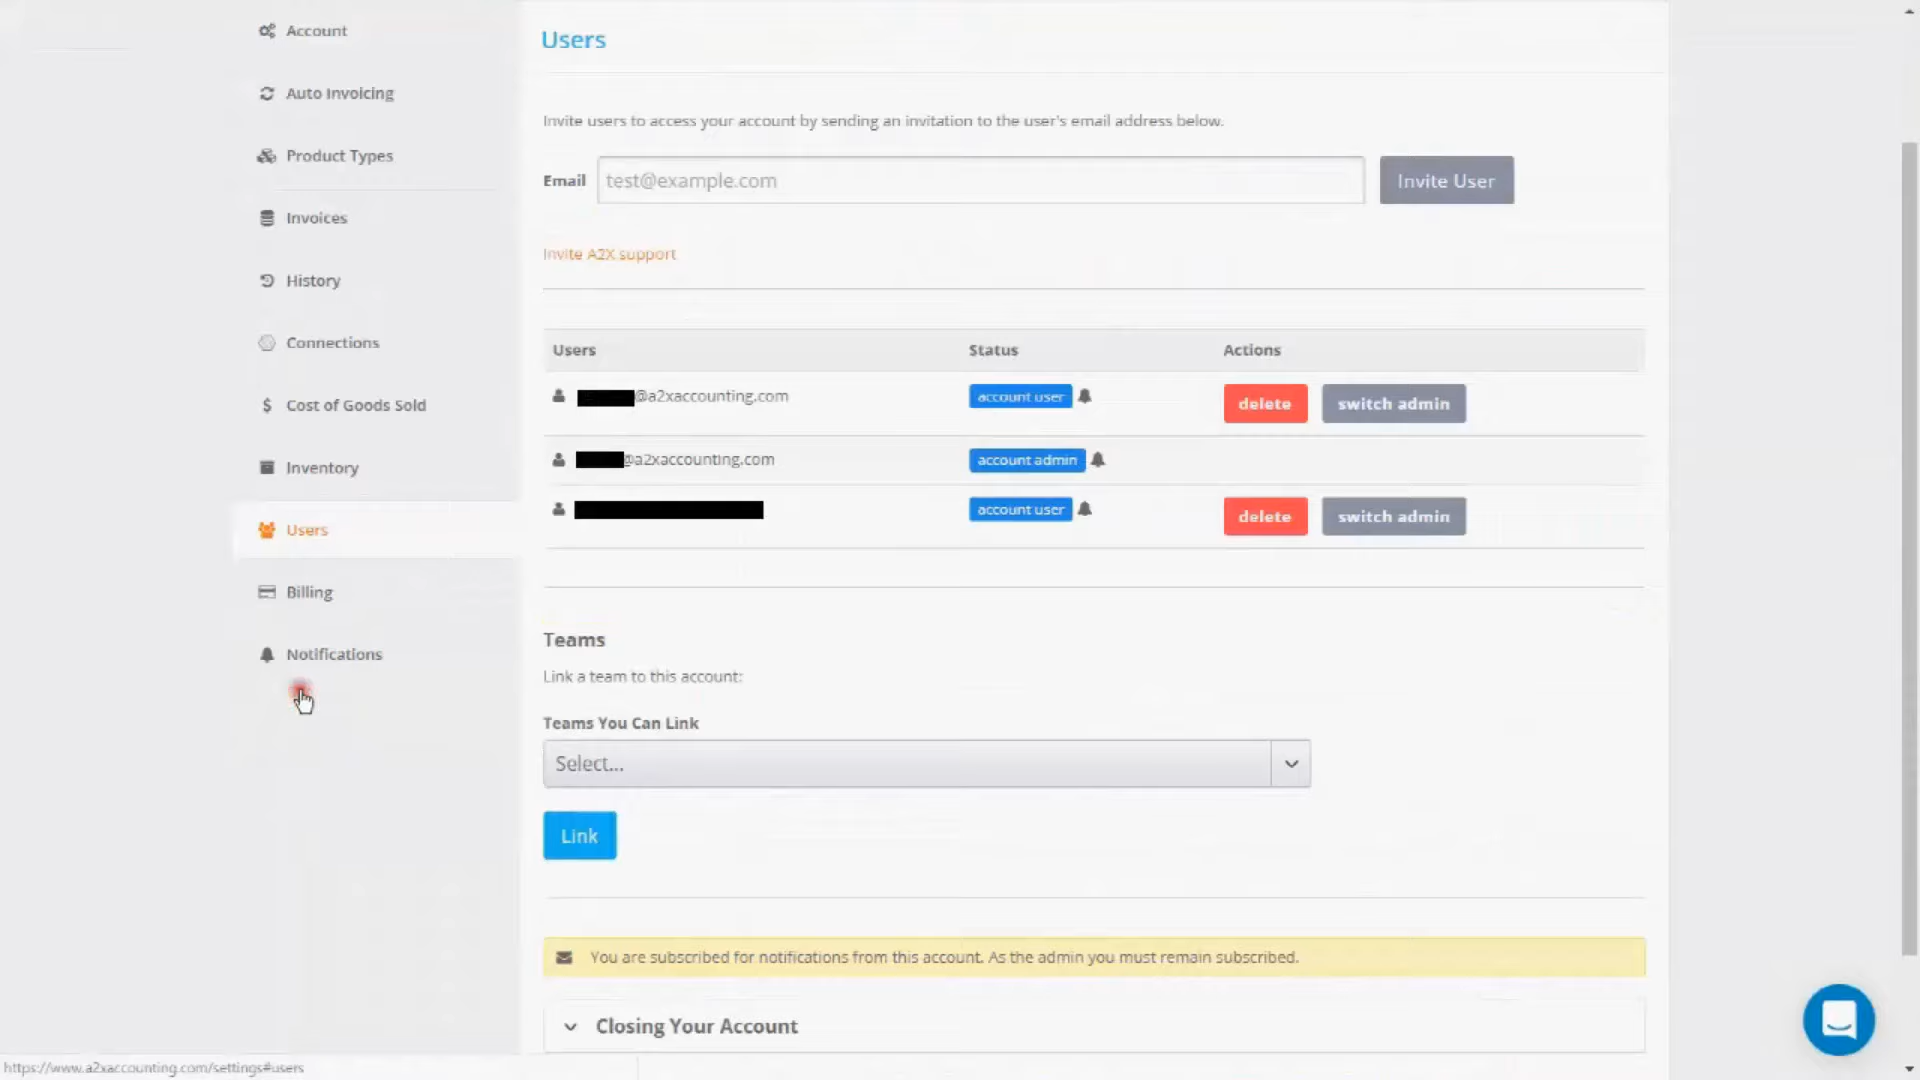 Account
Auto Invoicing
Product Types
Invoices
History
Connections
$ Cost of Goods Sold
Inventory
Users
Billing
Notifications
Users
Invite users to access your account by sending an invitation to the user's email address below.
Email test@example.com Invite User
Invite A2X support
Users Status Actions
@a2xaccounting.com account user delete switch admin
@a2xaccounting.com account admin
account user delete switch admin
Teams
Link a team to this account:
Teams You Can Link
Select...
Link
You are subscribed for notifications from this account. As the admin you must remain subscribed.
Closing Your Account
https://www.a2xaccounting.com/settings#users